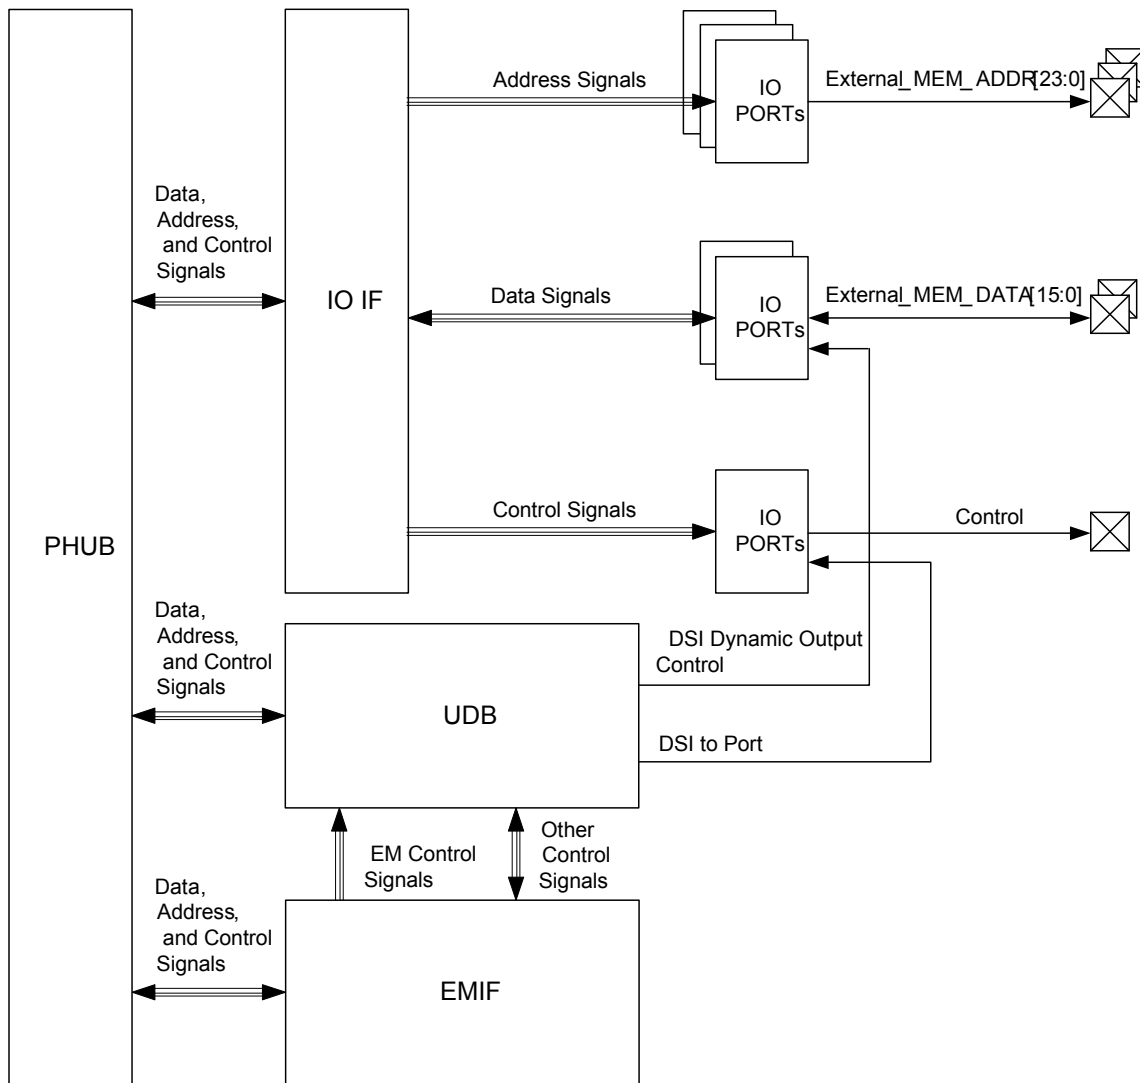 Address Signals
IO
PORTs
External_MEM_ADDR[23:0]
Data,
Address,
and Control
Signals
IO IF
Data Signals
IO
PORTs
External_MEM_DATA[15:0]
PHUB
Control Signals
IO
PORTs
Control
Data,
Address,
and Control
Signals
UDB
DSI Dynamic Output
Control
DSI to Port
EM Control
Signals
Other
Control
Signals
Data,
Address,
and Control
Signals
EMIF